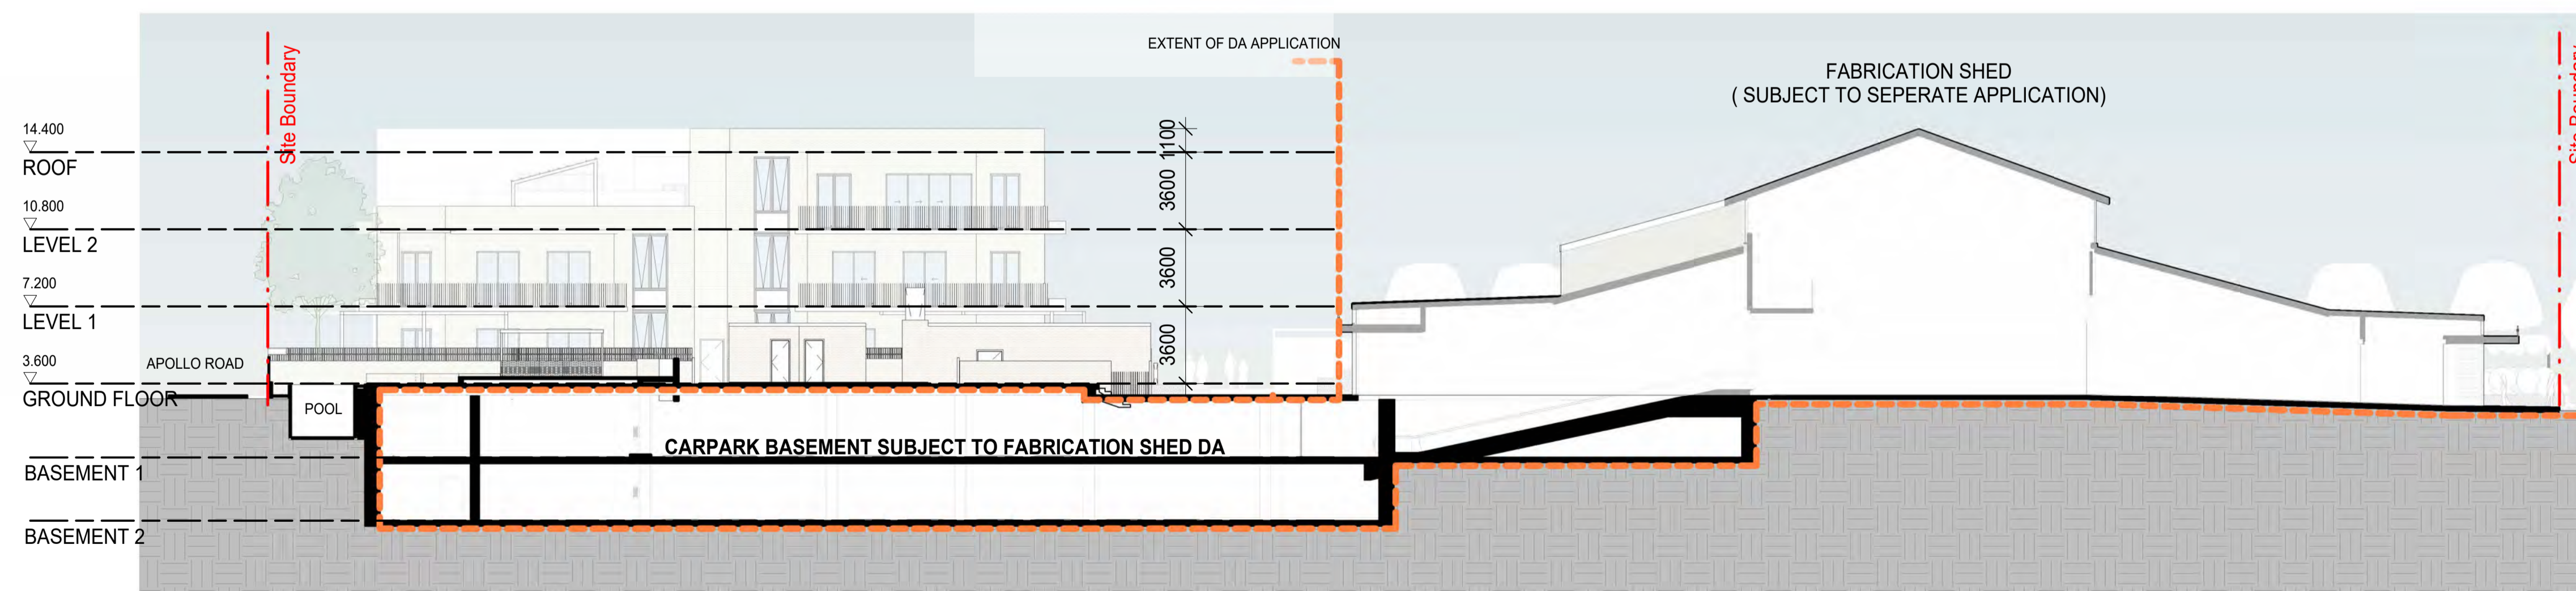 EXTENT OF DA APPLICATION
FABRICATION SHED
( SUBJECT TO SEPERATE APPLICATION)
Site Boundary
Site Boundary
14.400
ROOF
10.800
LEVEL 2
7.200
LEVEL 1
3.600
GROUND FLOOR
APOLLO ROAD
1100
3600
3600
3600
POOL
CARPARK BASEMENT SUBJECT TO FABRICATION SHED DA
BASEMENT 1
BASEMENT 2